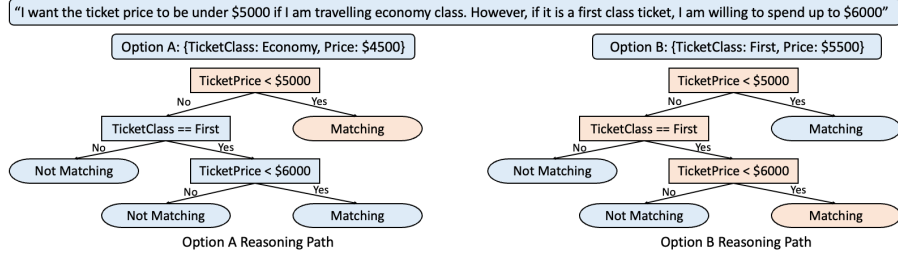 “I want the ticket price to be under $5000 if I am travelling economy class. However, if it is a first class ticket, I am willing to spend up to $6000”
Option A: {TicketClass: Economy, Price: $4500}
TicketPrice < $5000
No
Yes
TicketClass == First
Matching
No
Yes
Not Matching
TicketPrice < $6000
No
Yes
Not Matching
Matching
Option A Reasoning Path
Option B: {TicketClass: First, Price: $5500}
TicketPrice < $5000
No
Yes
TicketClass == First
Matching
No
Yes
Not Matching
TicketPrice < $6000
No
Yes
Not Matching
Matching
Option B Reasoning Path